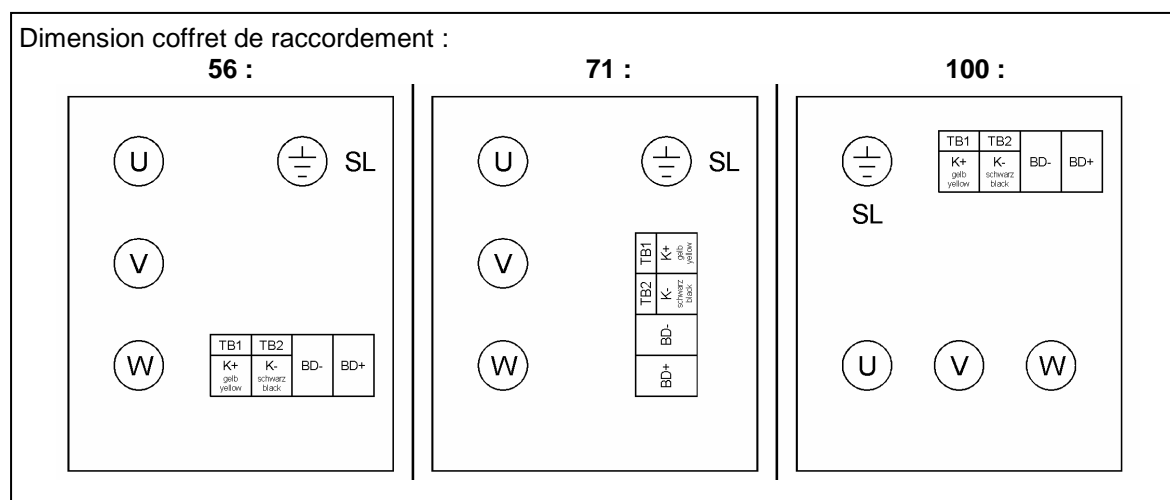 Dimension coffret de raccordement :
56 :
71 :
100 :
U
SL
V
W
TB1 TB2
K+ K- BD- BD+
gelb schwarz
yellow black
U
SL
V
W
TB1 K+ gelb yellow
TB2 K- schwarz black
BD-
BD+
TB1 TB2
K+ K- BD- BD+
gelb schwarz
yellow black
SL
U V W